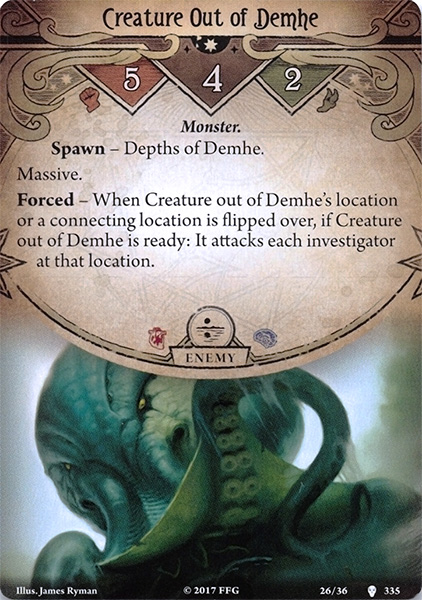 Creature Out of Demhe
5 4 2
Monster.
Spawn – Depths of Demhe.
Massive.
Forced – When Creature out of Demhe's location
or a connecting location is flipped over, if Creature
out of Demhe is ready: It attacks each investigator
at that location.
ENEMY
Illus. James Ryman © 2017 FFG 26/36 335